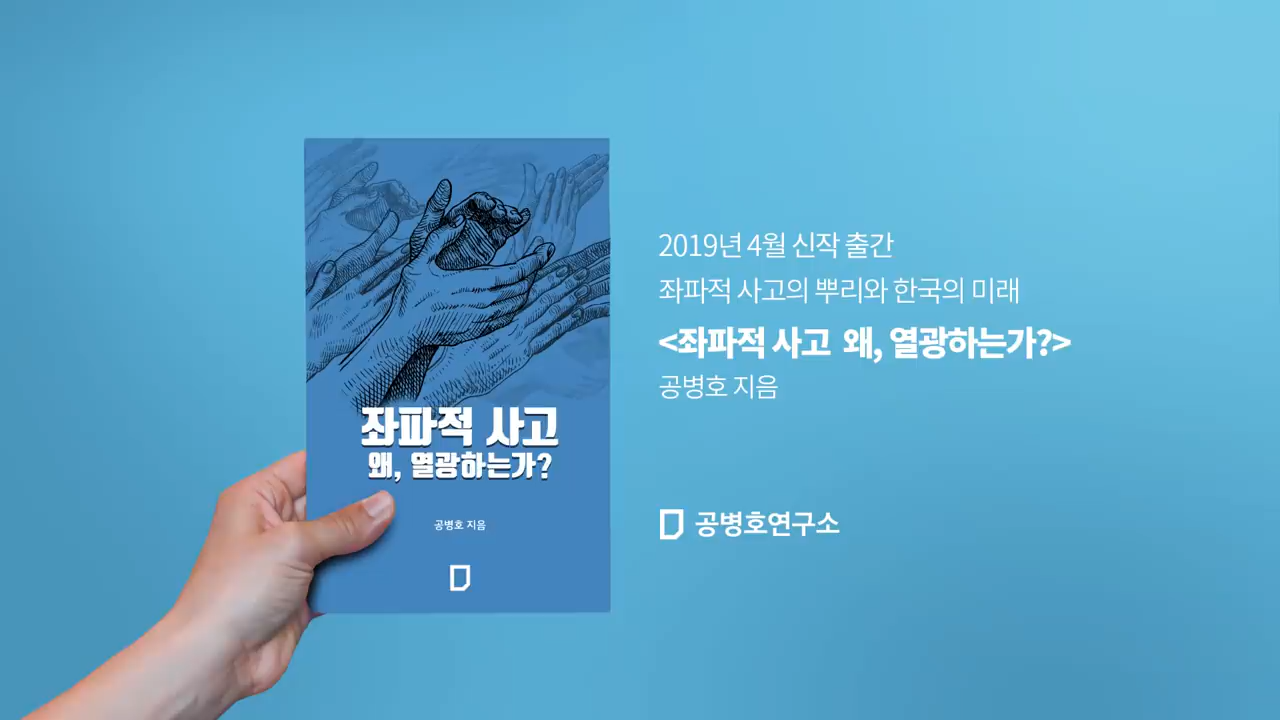 좌파적 사고
왜, 열광하는가?
공병호 지음
2019년 4월 신작 출간
좌파적 사고의 뿌리와 한국의 미래
<좌파적 사고 왜, 열광하는가?>
공병호 지음
공병호연구소